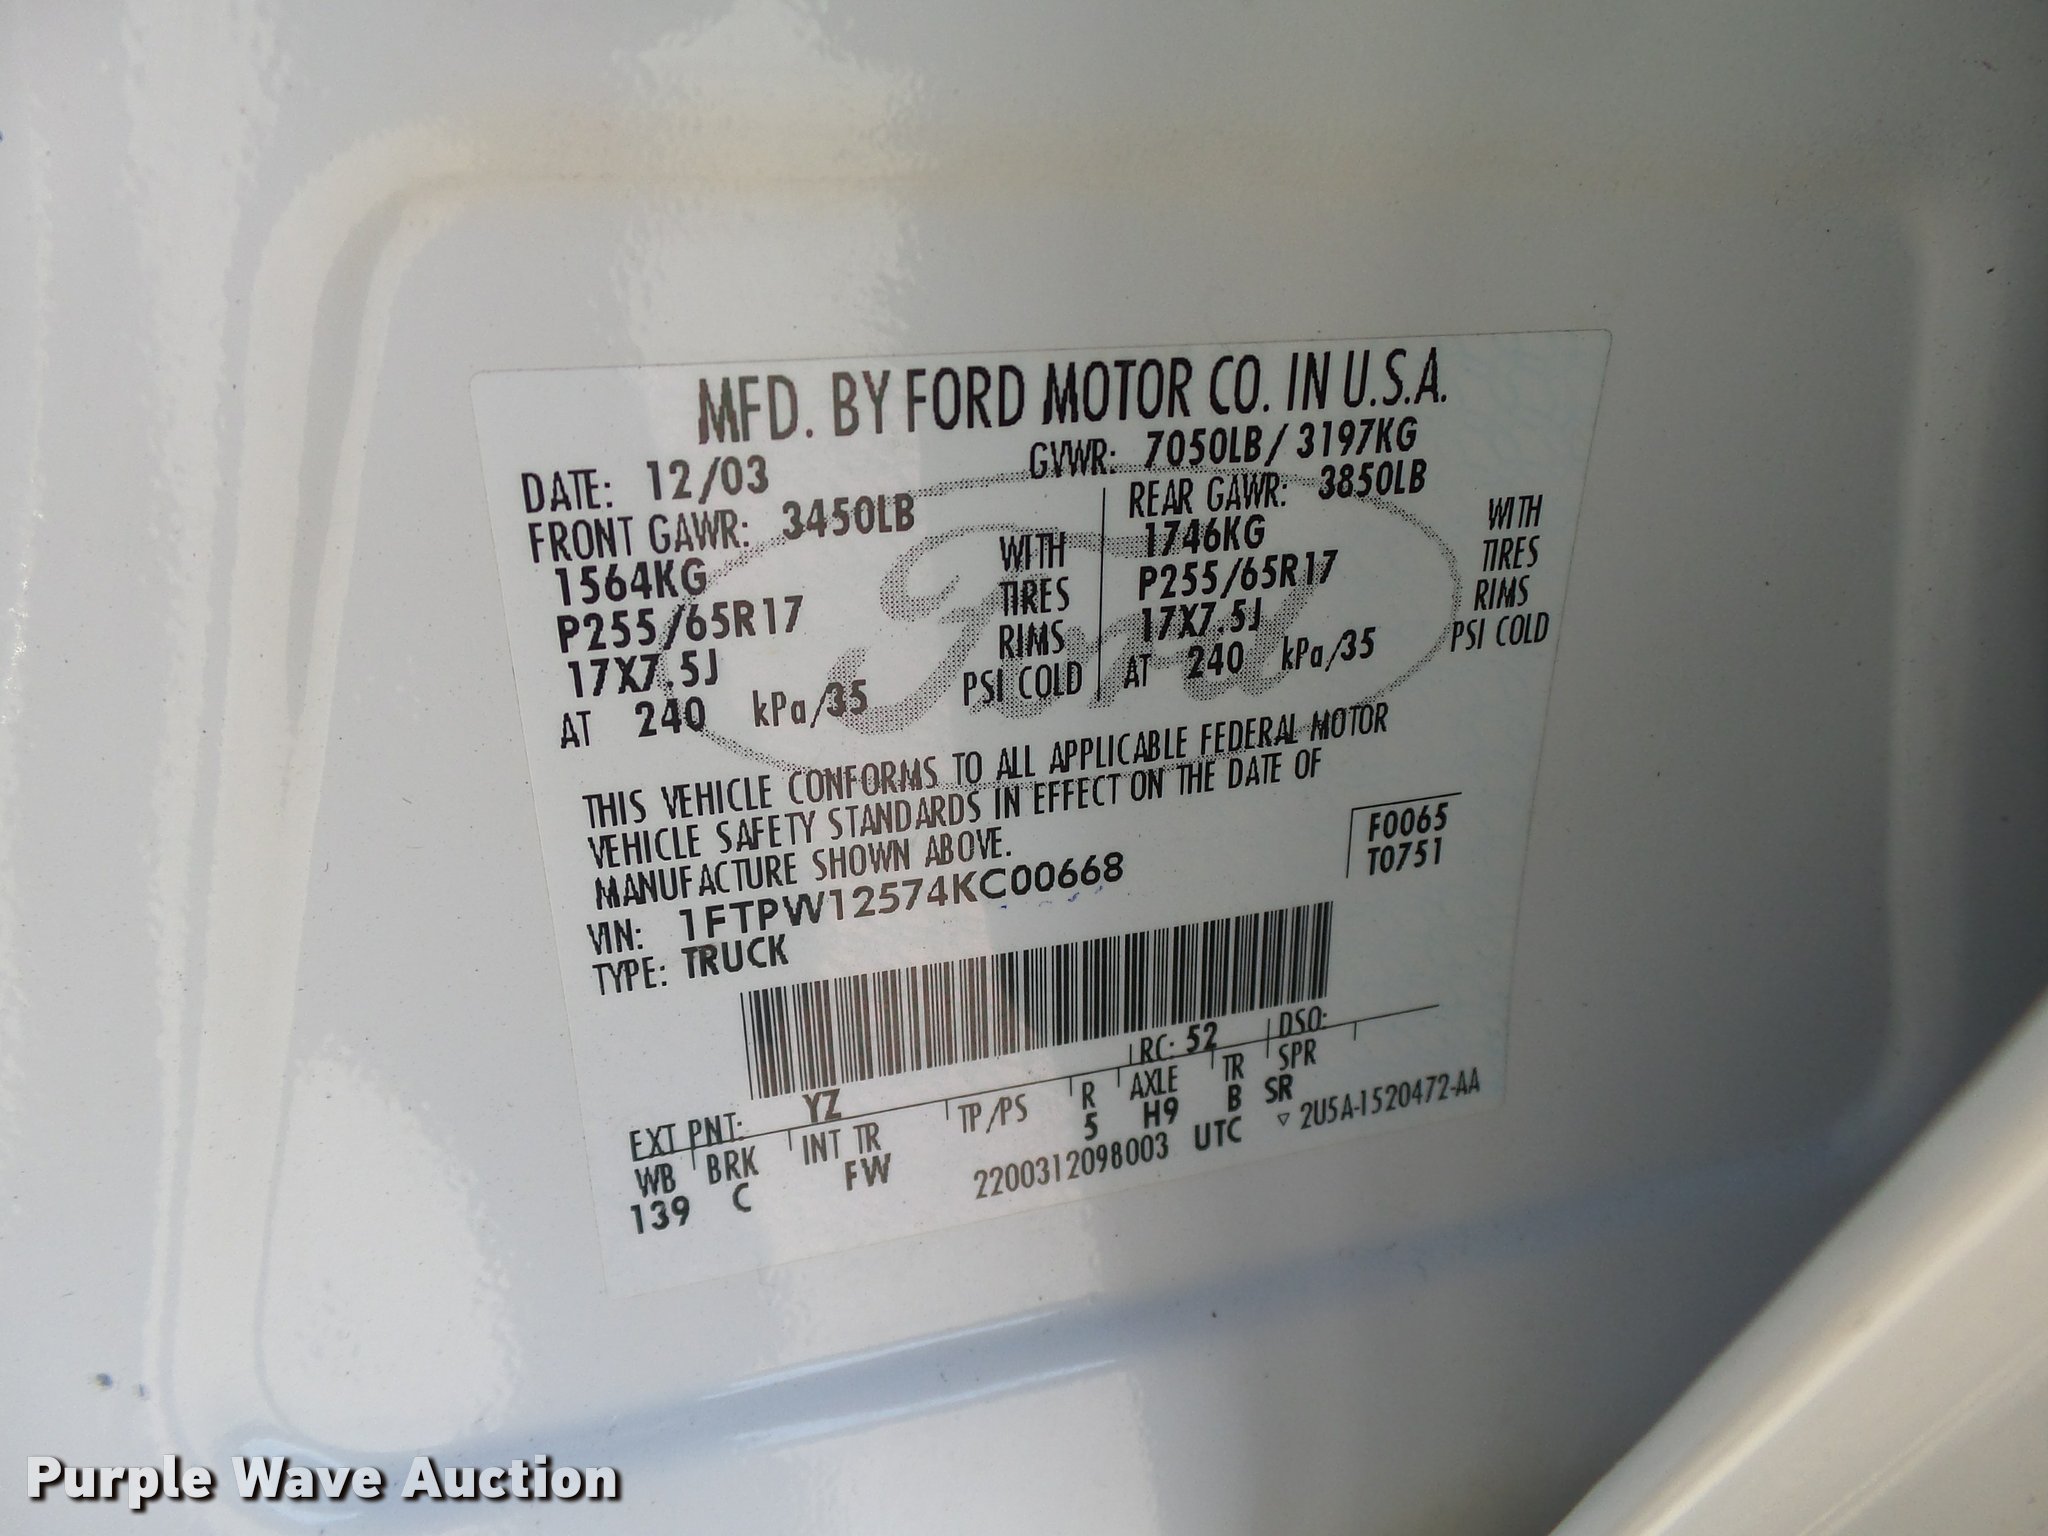 MFD. BY FORD MOTOR CO. IN U.S.A.
DATE: 12/03 GVWR: 7050LB / 3197KG
FRONT GAWR: 3450LB REAR GAWR: 3850LB
1564KG WITH 1746KG WITH
P255/65R17 TIRES P255/65R17 TIRES
17X7.5J RIMS 17X7.5J RIMS
AT 240 kPa/35 PSI COLD AT 240 kPa/35 PSI COLD
Ford
THIS VEHICLE CONFORMS TO ALL APPLICABLE FEDERAL MOTOR
VEHICLE SAFETY STANDARDS IN EFFECT ON THE DATE OF
MANUFACTURE SHOWN ABOVE.
F0065
T0751
VIN: 1FTPW12574KC00668
TYPE: TRUCK
EXT PNT: YZ RC: 52 DSO:
WB BRK INT TR TP/PS R AXLE TR SPR
139 C FW 5 H9 B SR
2200312098003 UTC ▽ 2U5A-1520472-AA
Purple Wave Auction